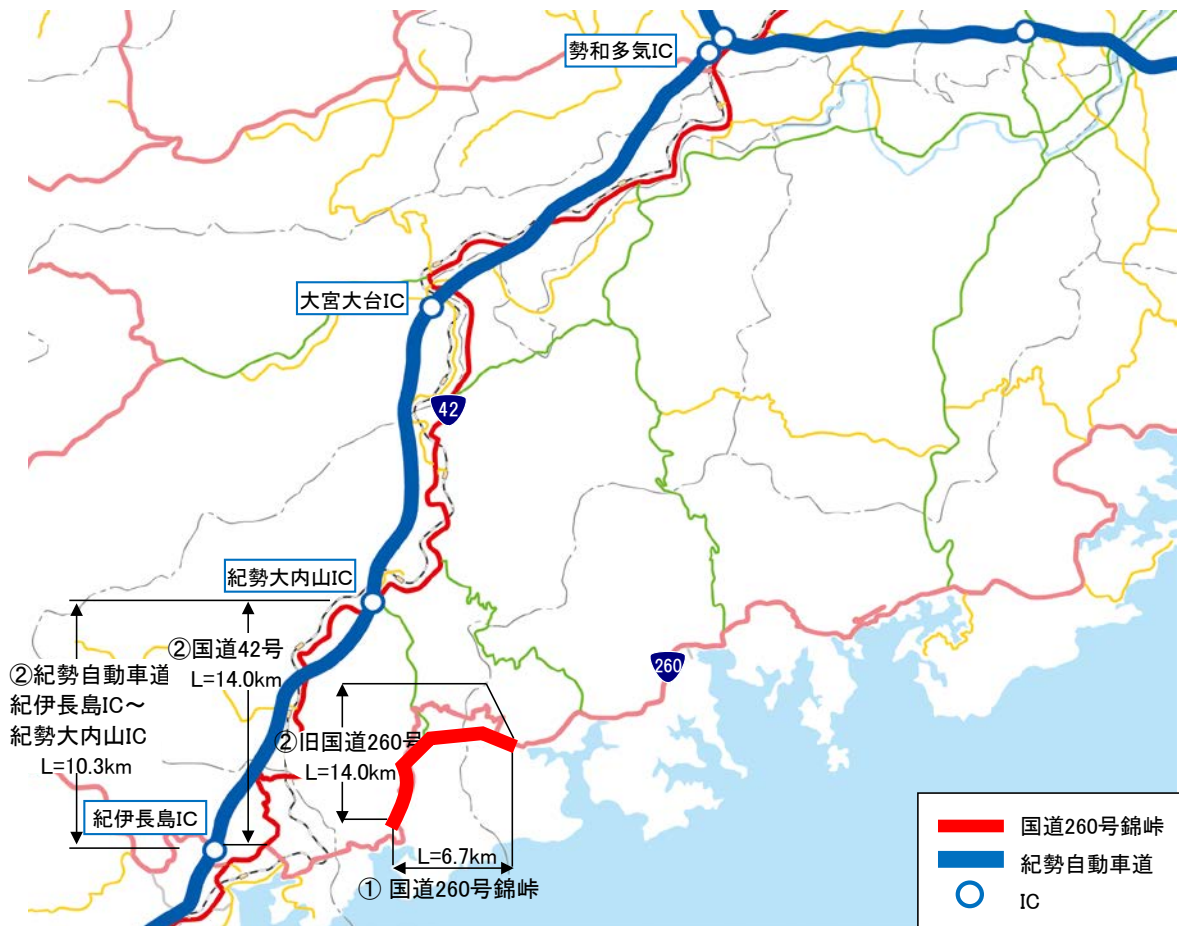 勢和多気IC
大宮大台IC
42
紀勢大内山IC
②国道42号
L=14.0km
②紀勢自動車道
紀伊長島IC～
紀勢大内山IC
L=10.3km
260
②旧国道260号
L=14.0km
紀伊長島IC
L=6.7km
① 国道260号錦峠
国道260号錦峠
紀勢自動車道
IC